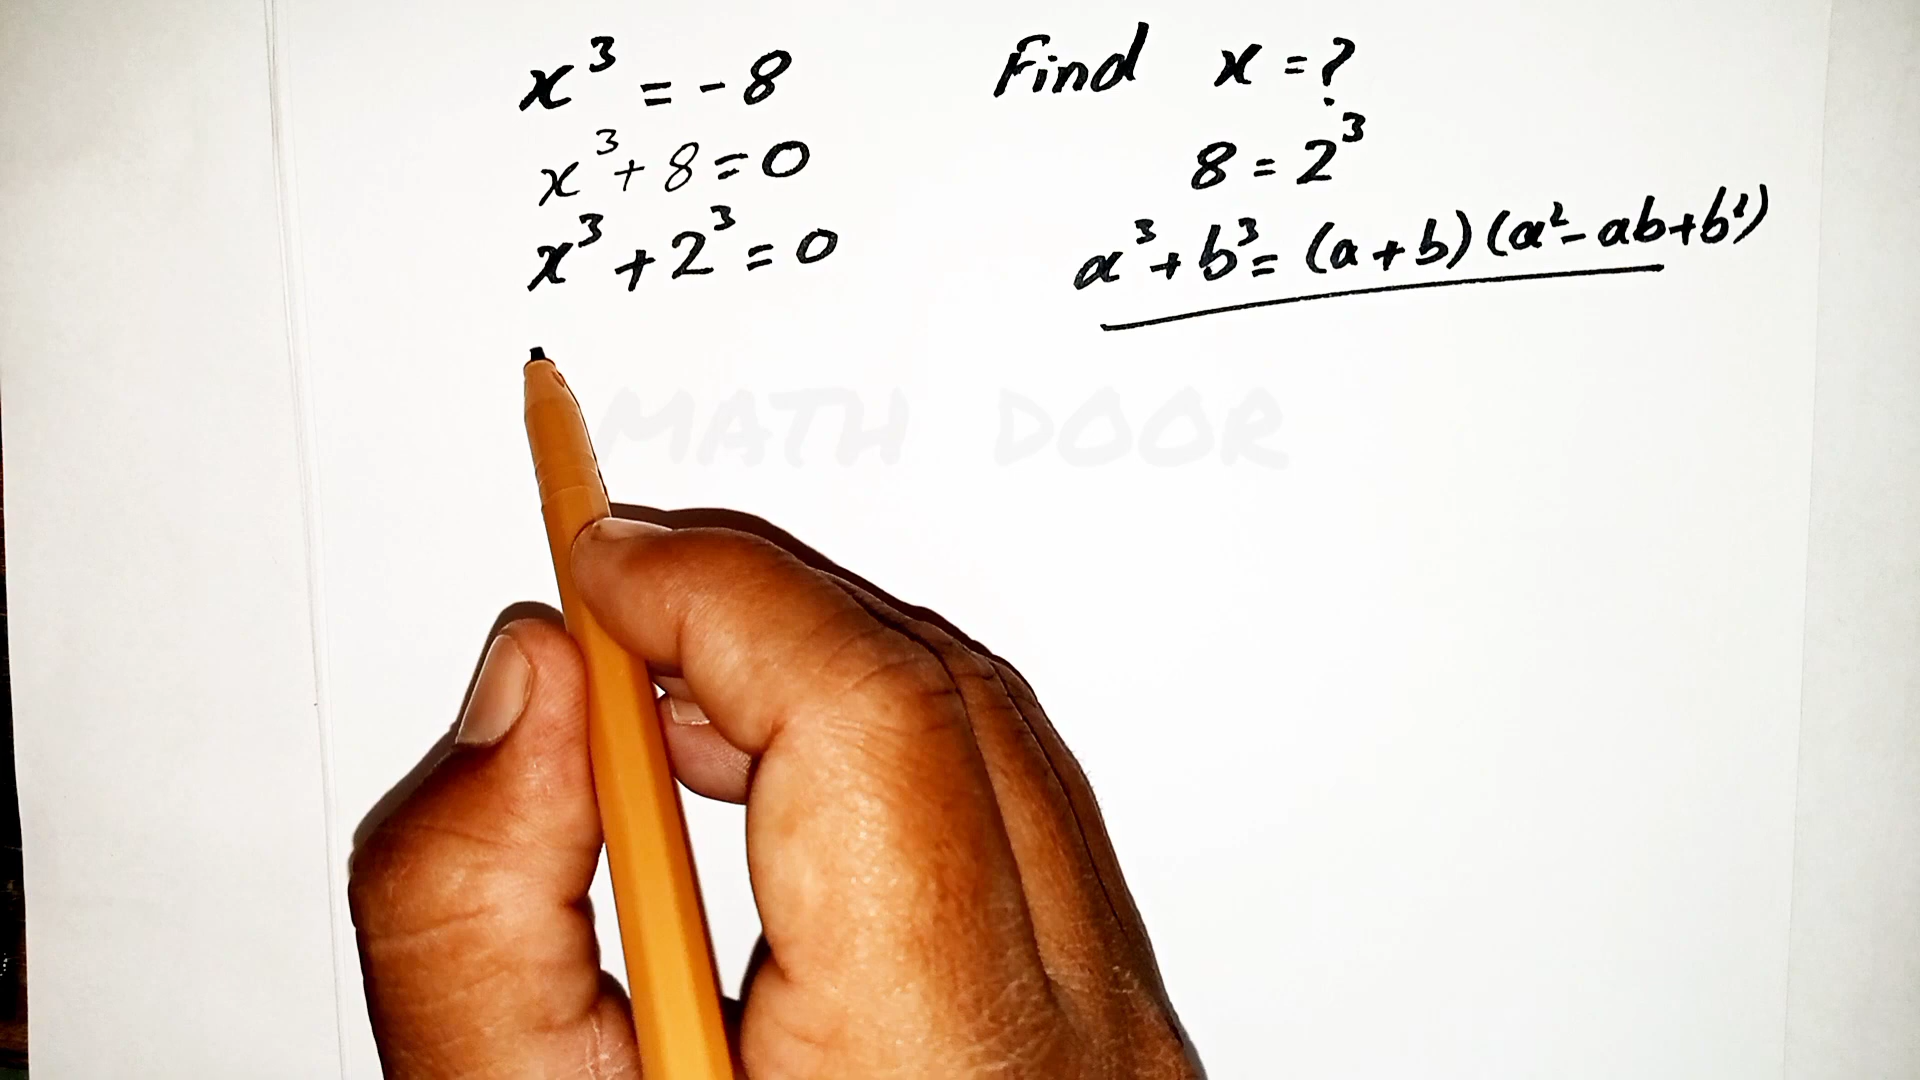 x³ = -8
Find x = ?
x³ + 8 = 0
8 = 2³
x³ + 2³ = 0
a³ + b³ = (a + b) (a² - ab + b²)
MATH DOOR